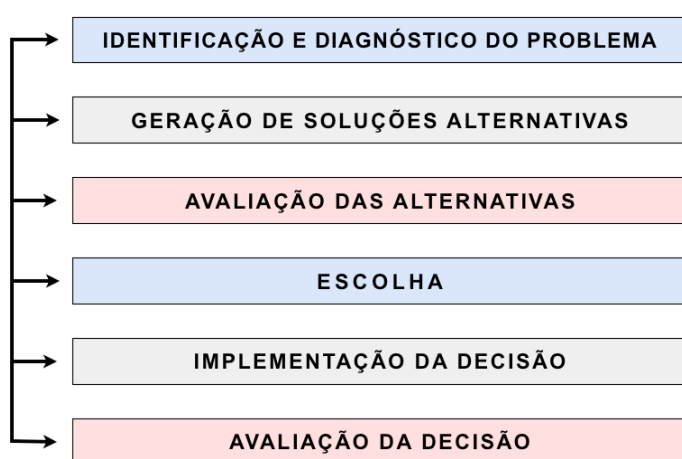 IDENTIFICAÇÃO E DIAGNÓSTICO DO PROBLEMA
GERAÇÃO DE SOLUÇÕES ALTERNATIVAS
AVALIAÇÃO DAS ALTERNATIVAS
ESCOLHA
IMPLEMENTAÇÃO DA DECISÃO
AVALIAÇÃO DA DECISÃO